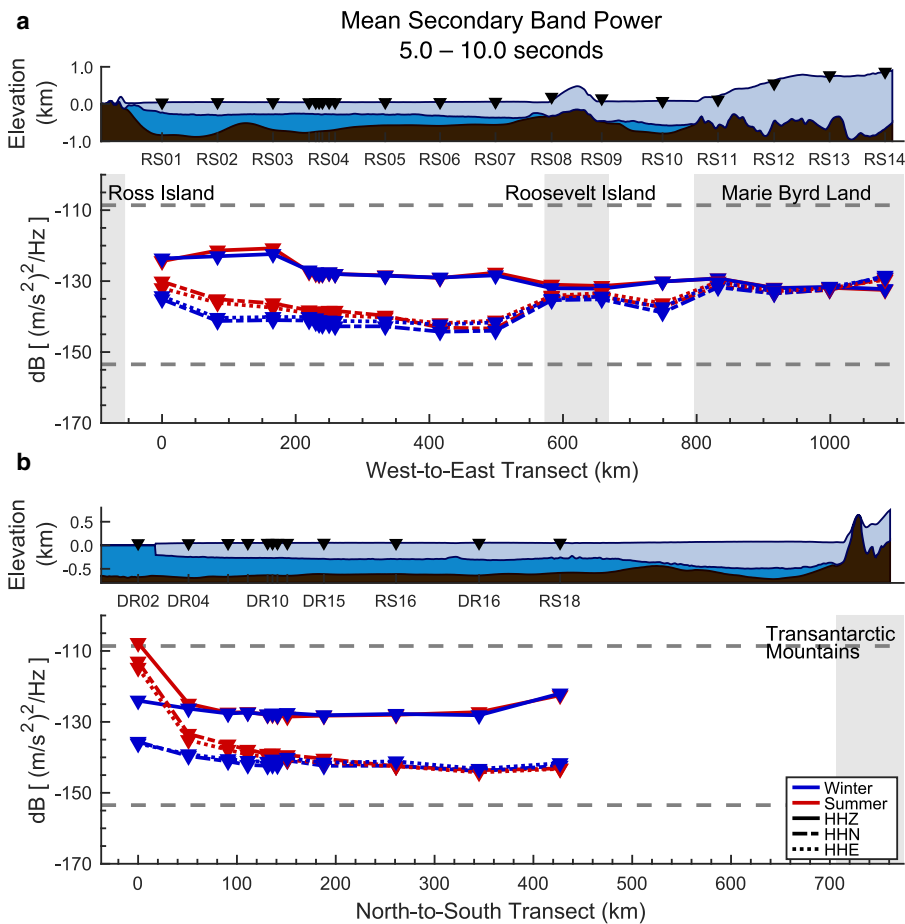 a
Mean Secondary Band Power
5.0 – 10.0 seconds
Elevation
(km)
1.0
0.0
-1.0
RS01 RS02 RS03 RS04 RS05 RS06 RS07 RS08 RS09 RS10 RS11 RS12 RS13 RS14
Ross Island
Roosevelt Island
Marie Byrd Land
dB [ (m/s²)²/Hz ]
-110
-130
-150
-170
0 200 400 600 800 1000
West-to-East Transect (km)
b
Elevation
(km)
0.5
0.0
-0.5
DR02 DR04 DR10 DR15 RS16 DR16 RS18
Transantarctic
Mountains
dB [ (m/s²)²/Hz ]
-110
-130
-150
-170
Winter
Summer
HHZ
HHN
HHE
0 100 200 300 400 500 600 700
North-to-South Transect (km)